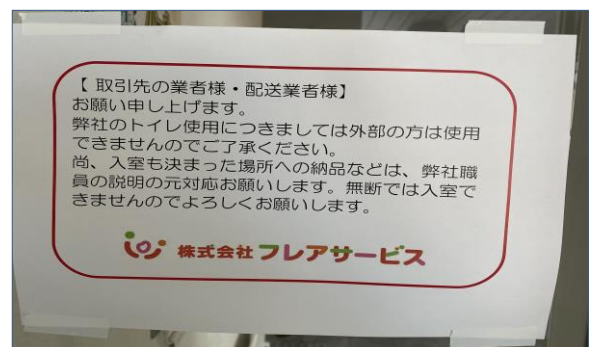 【 取引先の業者様・配送業者様】
お願い申し上げます。
弊社のトイレ使用につきましては外部の方は使用
できませんのでご了承ください。
尚、入室も決まった場所への納品などは、弊社職
員の説明の元対応お願いします。無断では入室で
きませんのでよろしくお願いします。
株式会社 フレアサービス